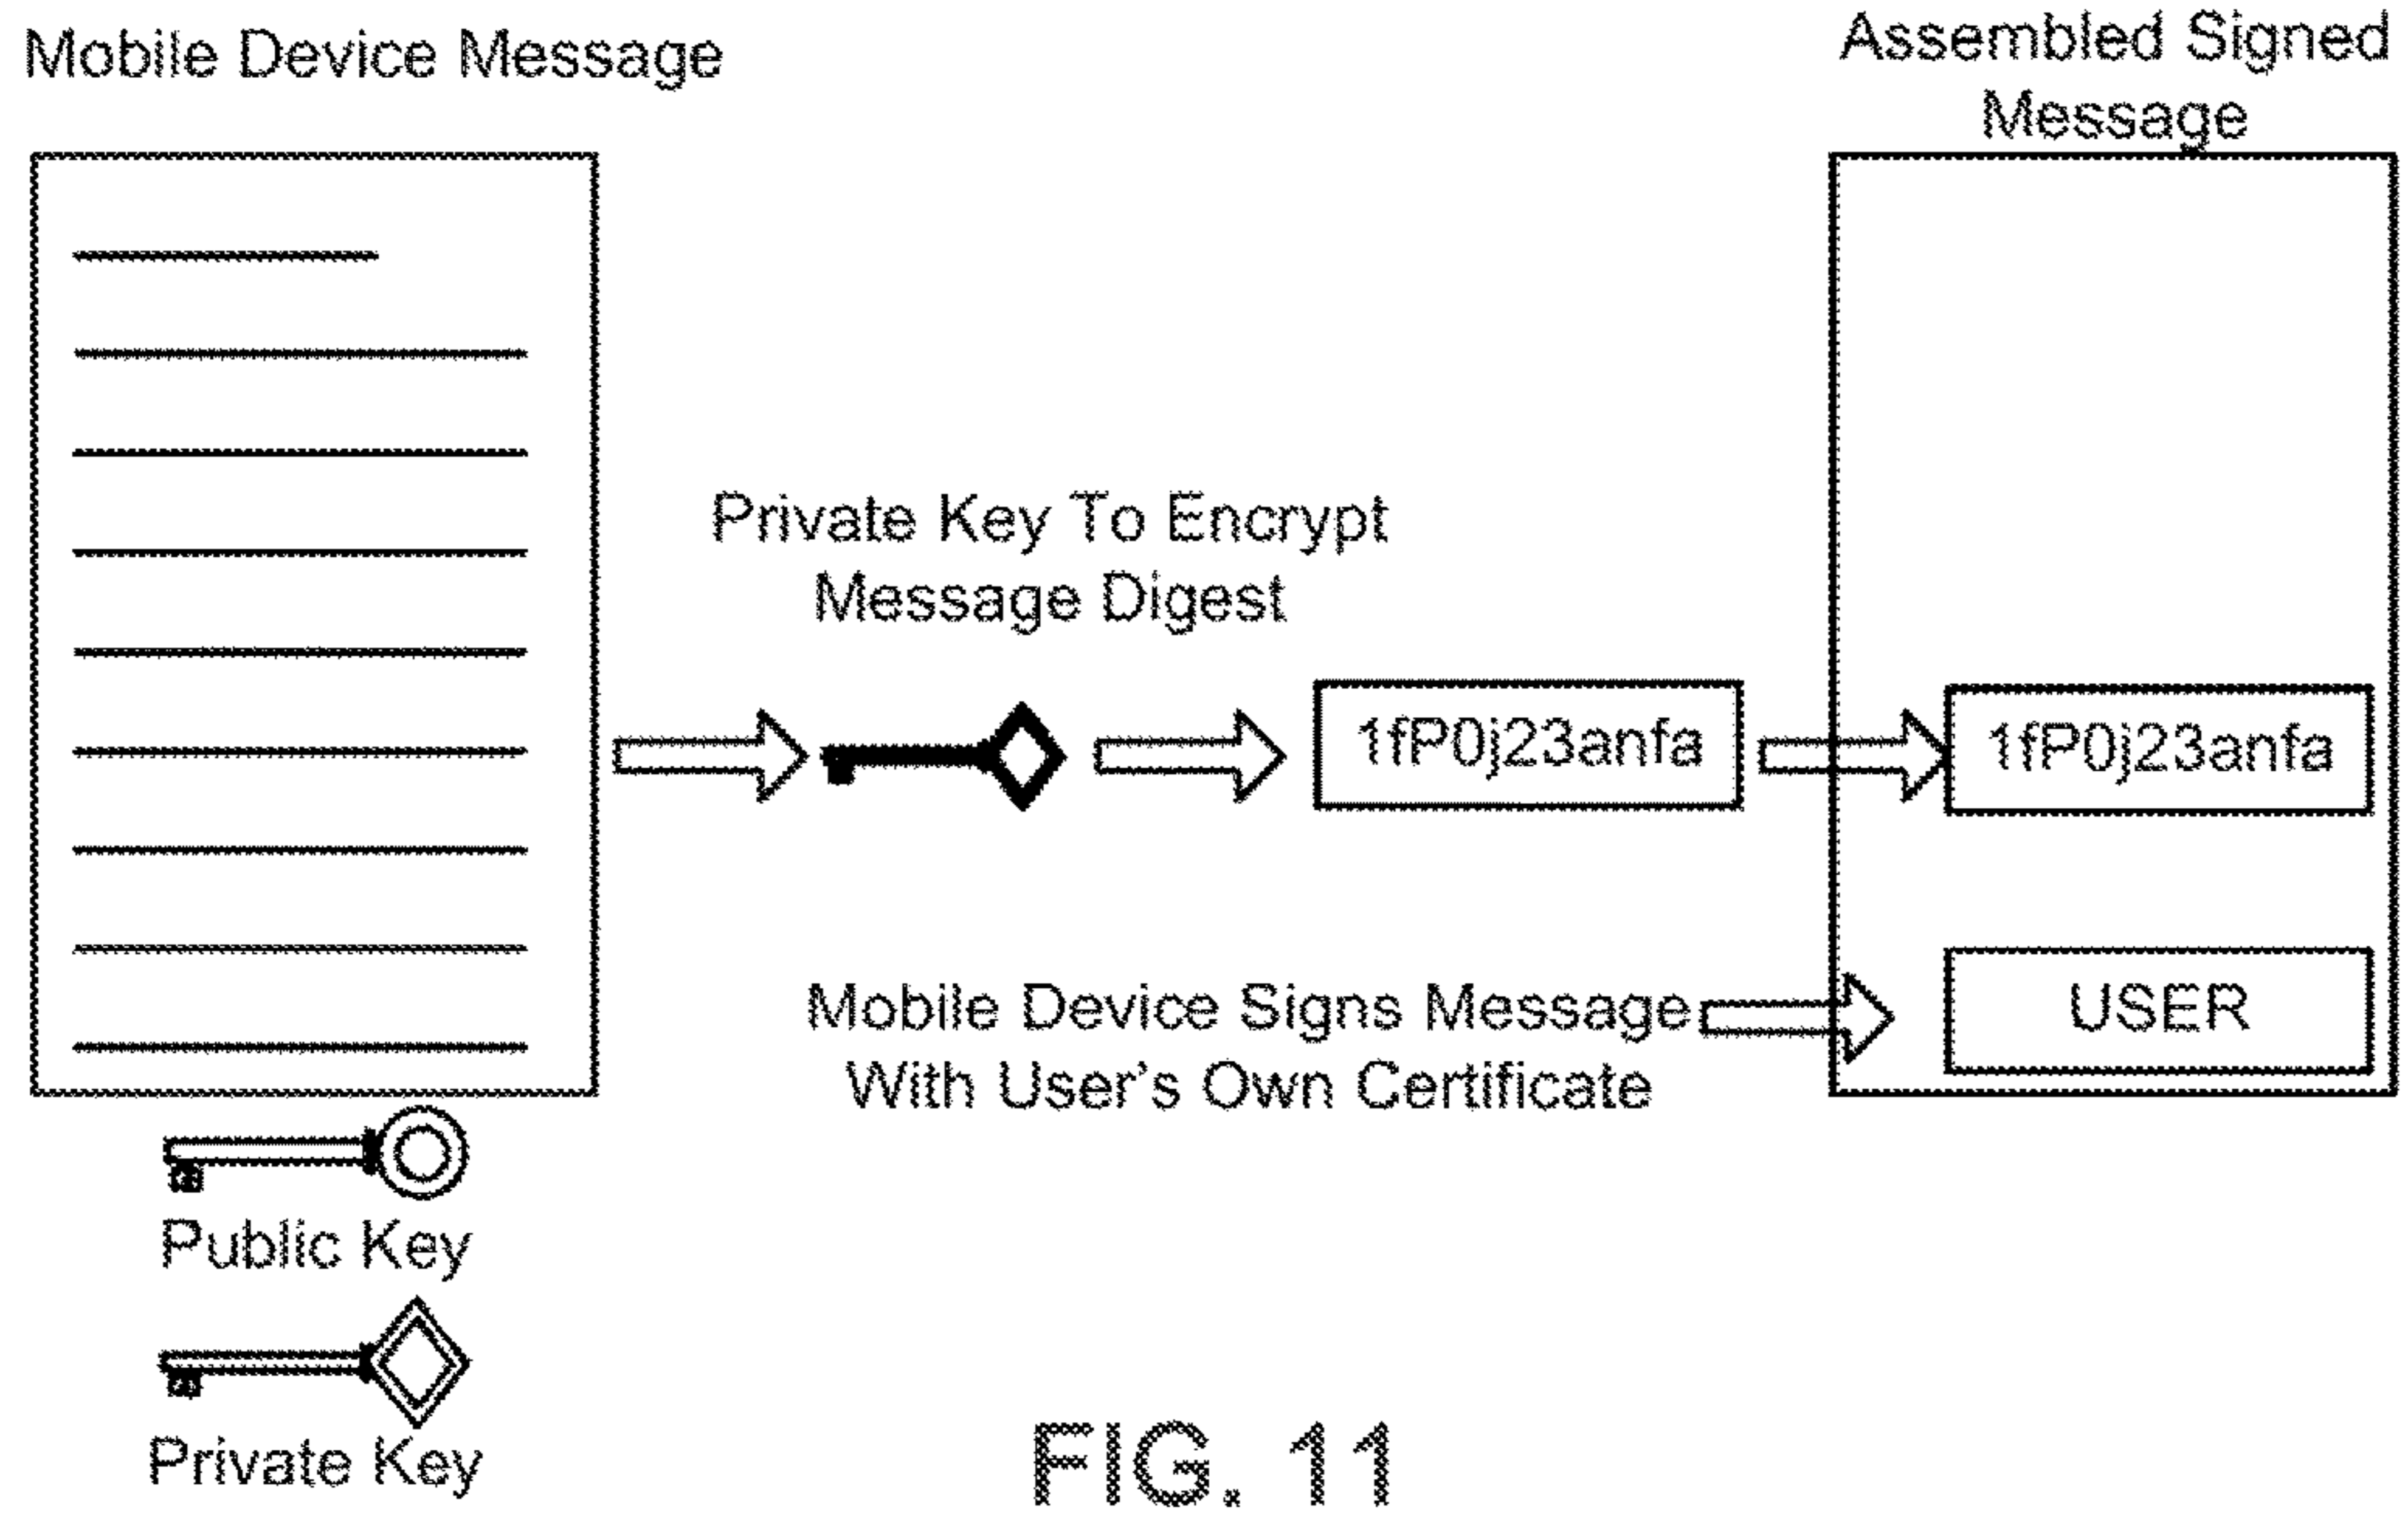 Mobile Device Message
Assembled Signed
Message
Private Key To Encrypt
Message Digest
1fP0j23anfa
1fP0j23anfa
Mobile Device Signs Message
With User's Own Certificate
USER
Public Key
Private Key
FIG. 11